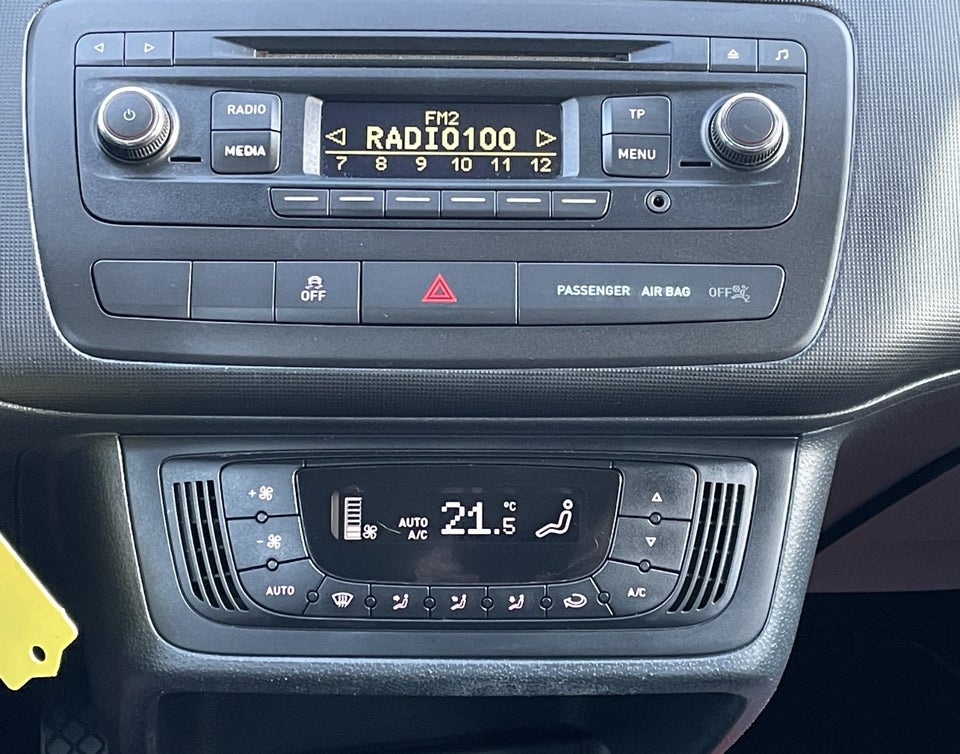 RADIO
MEDIA
FM2
RADIO100
7 8 9 10 11 12
TP
MENU
OFF
PASSENGER AIR BAG OFF
AUTO
A/C
21.5 °C
AUTO
A/C